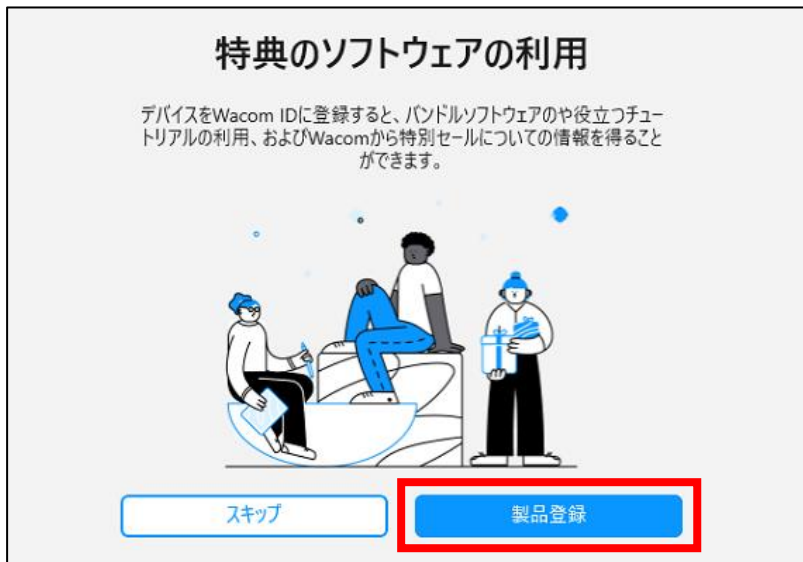 特典のソフトウェアの利用
デバイスをWacom IDに登録すると、バンドルソフトウェアのや役立つチュー
トリアルの利用、およびWacomから特別セールについての情報を得ること
ができます。
スキップ
製品登録